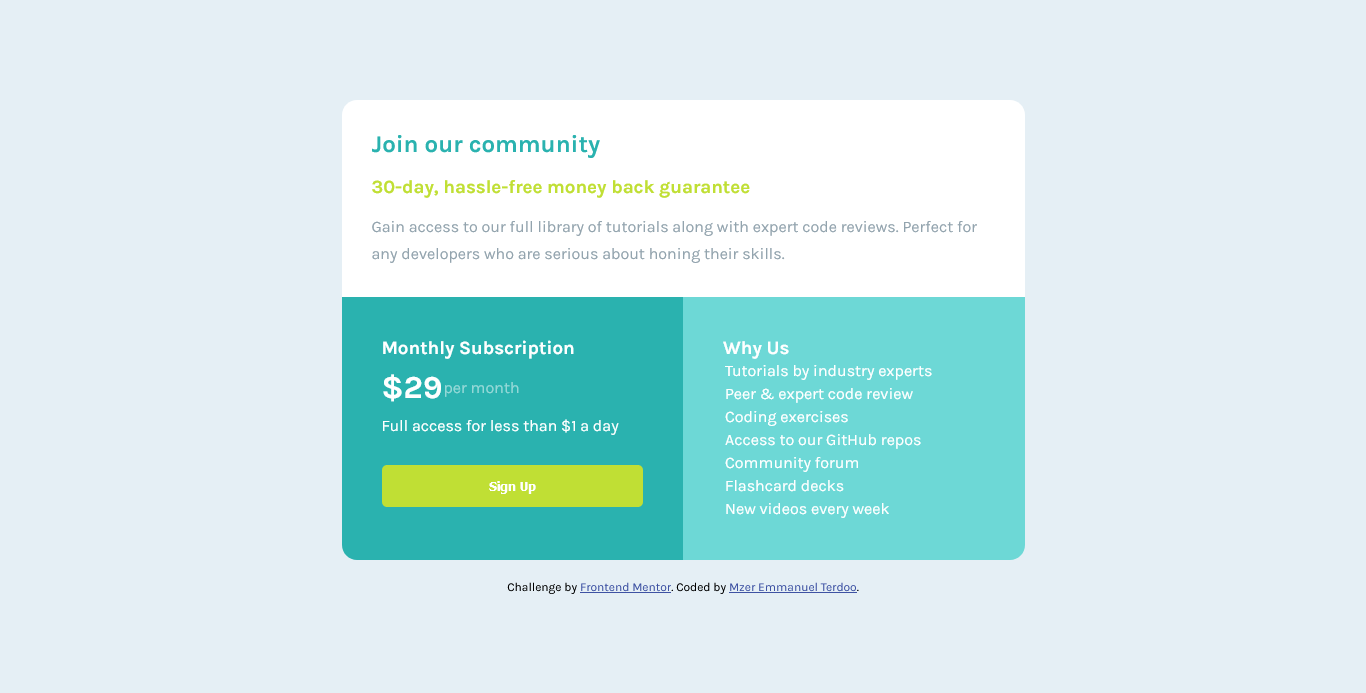 Join our community
30-day, hassle-free money back guarantee
Gain access to our full library of tutorials along with expert code reviews. Perfect for
any developers who are serious about honing their skills.
Monthly Subscription
$29per month
Full access for less than $1 a day
Sign Up
Why Us
Tutorials by industry experts
Peer & expert code review
Coding exercises
Access to our GitHub repos
Community forum
Flashcard decks
New videos every week
Challenge by Frontend Mentor. Coded by Mzer Emmanuel Terdoo.